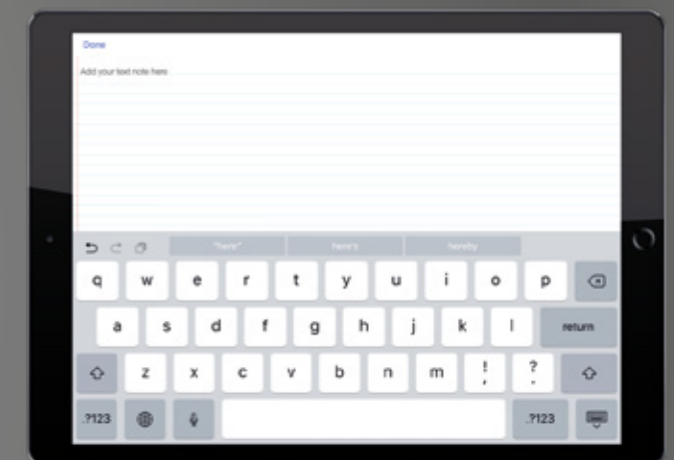 Done
Add your text note here
"here" here's hereby
q w e r t y u i o p
a s d f g h j k l return
z x c v b n m ! , ? .
.?123 .?123